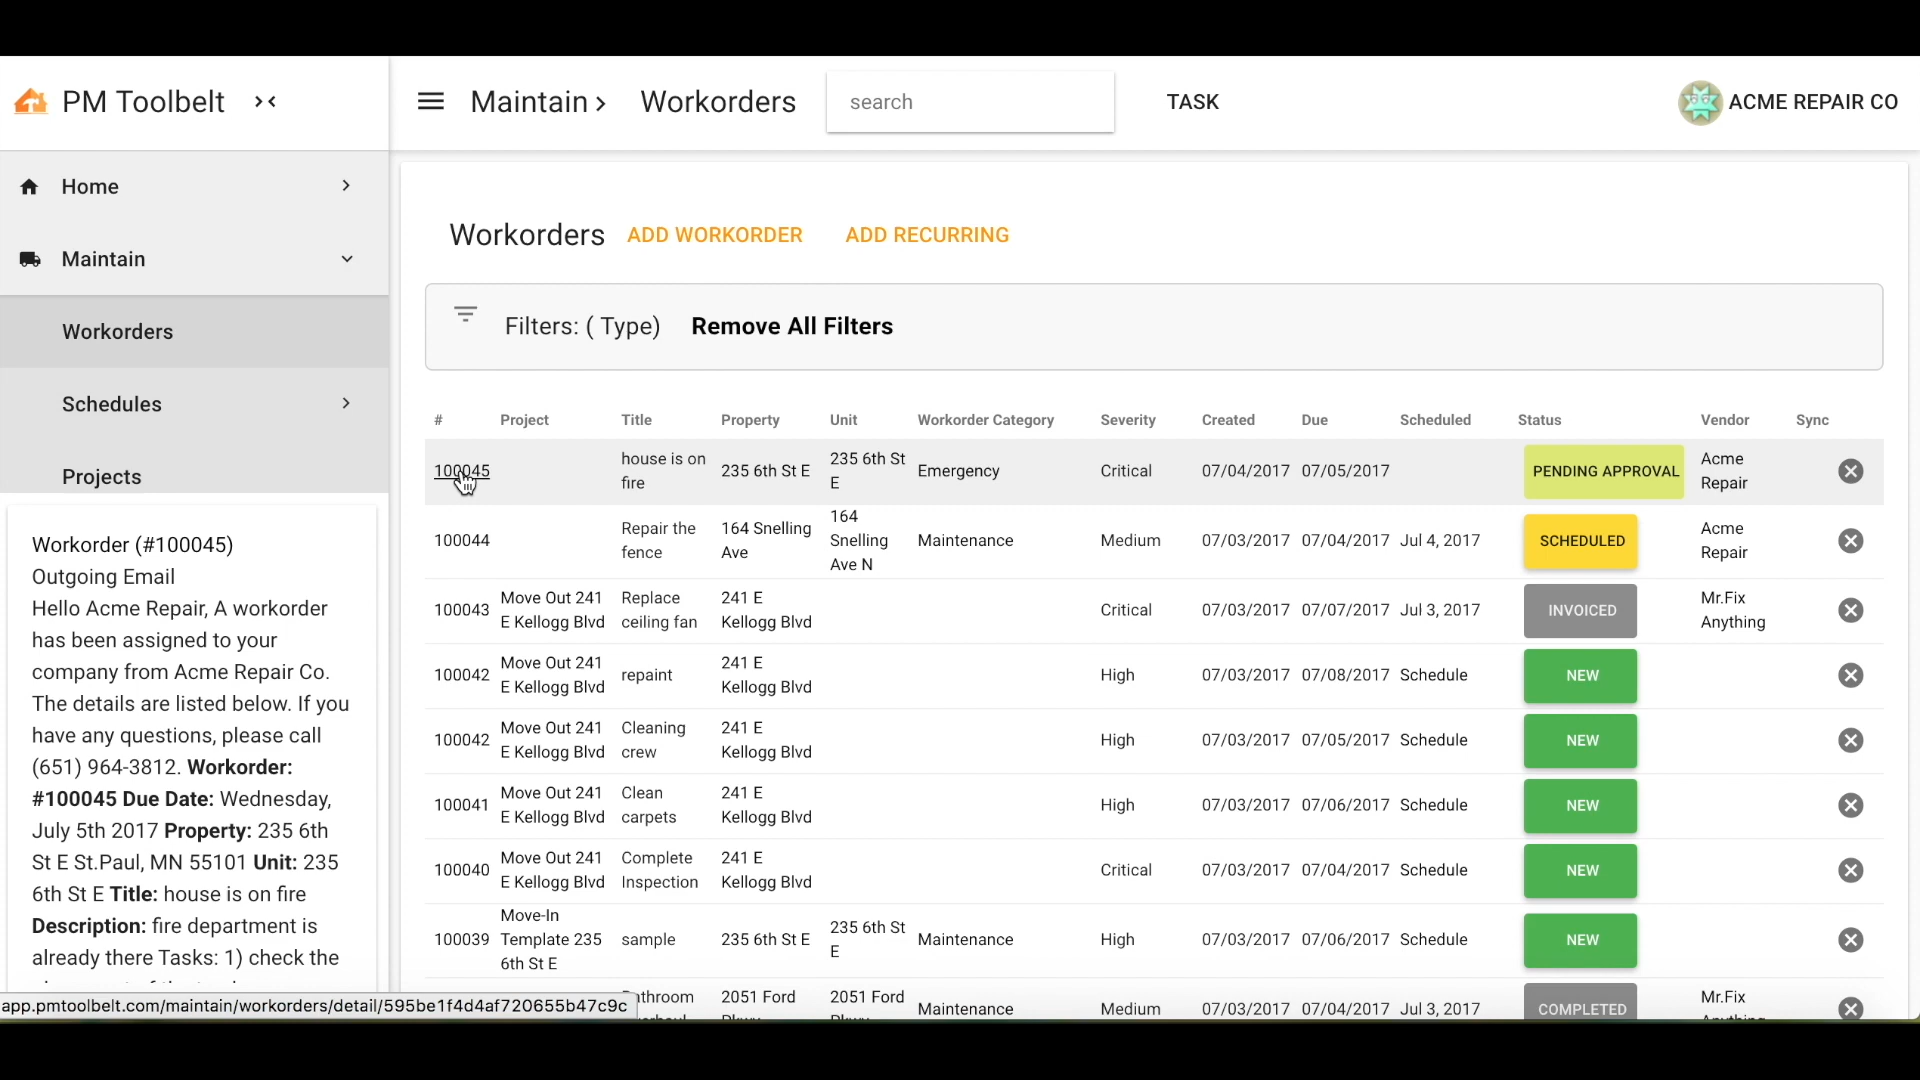 PM Toolbelt
Maintain
Workorders
search
TASK
ACME REPAIR CO
Home
Maintain
Workorders
Schedules
Projects
Workorder (#100045)
Outgoing Email
Hello Acme Repair, A workorder
has been assigned to your
company from Acme Repair Co.
The details are listed below. If you
have any questions, please call
(651) 964-3812. Workorder:
#100045 Due Date: Wednesday,
July 5th 2017 Property: 235 6th
St E St.Paul, MN 55101 Unit: 235
6th St E Title: house is on fire
Description: fire department is
already there Tasks: 1) check the
app.pmtoolbelt.com/maintain/workorders/detail/595be1f4d4af720655b47c9c
Workorders ADD WORKORDER ADD RECURRING
Filters: ( Type) Remove All Filters
# Project Title Property Unit Workorder Category Severity Created Due Scheduled Status Vendor Sync
house is on 235 6th St Acme
100045 235 6th St E Emergency Critical 07/04/2017 07/05/2017 PENDING APPROVAL
fire E Repair
164
Repair the 164 Snelling Acme
100044 Snelling Maintenance Medium 07/03/2017 07/04/2017 Jul 4, 2017 SCHEDULED
fence Ave Repair
Ave N
Move Out 241 Replace 241 E Mr.Fix
100043 Critical 07/03/2017 07/07/2017 Jul 3, 2017 INVOICED
E Kellogg Blvd ceiling fan Kellogg Blvd Anything
Move Out 241 241 E
100042 repaint High 07/03/2017 07/08/2017 Schedule NEW
E Kellogg Blvd Kellogg Blvd
Move Out 241 Cleaning 241 E
100042 High 07/03/2017 07/05/2017 Schedule NEW
E Kellogg Blvd crew Kellogg Blvd
Move Out 241 Clean 241 E
100041 High 07/03/2017 07/06/2017 Schedule NEW
E Kellogg Blvd carpets Kellogg Blvd
Move Out 241 Complete 241 E
100040 Critical 07/03/2017 07/04/2017 Schedule NEW
E Kellogg Blvd Inspection Kellogg Blvd
Move-In
235 6th St
100039 Template 235 sample 235 6th St E Maintenance High 07/03/2017 07/06/2017 Schedule NEW
E
6th St E
2051 Ford 2051 Ford Mr.Fix
Maintenance Medium 07/03/2017 07/04/2017 Jul 3, 2017 COMPLETED